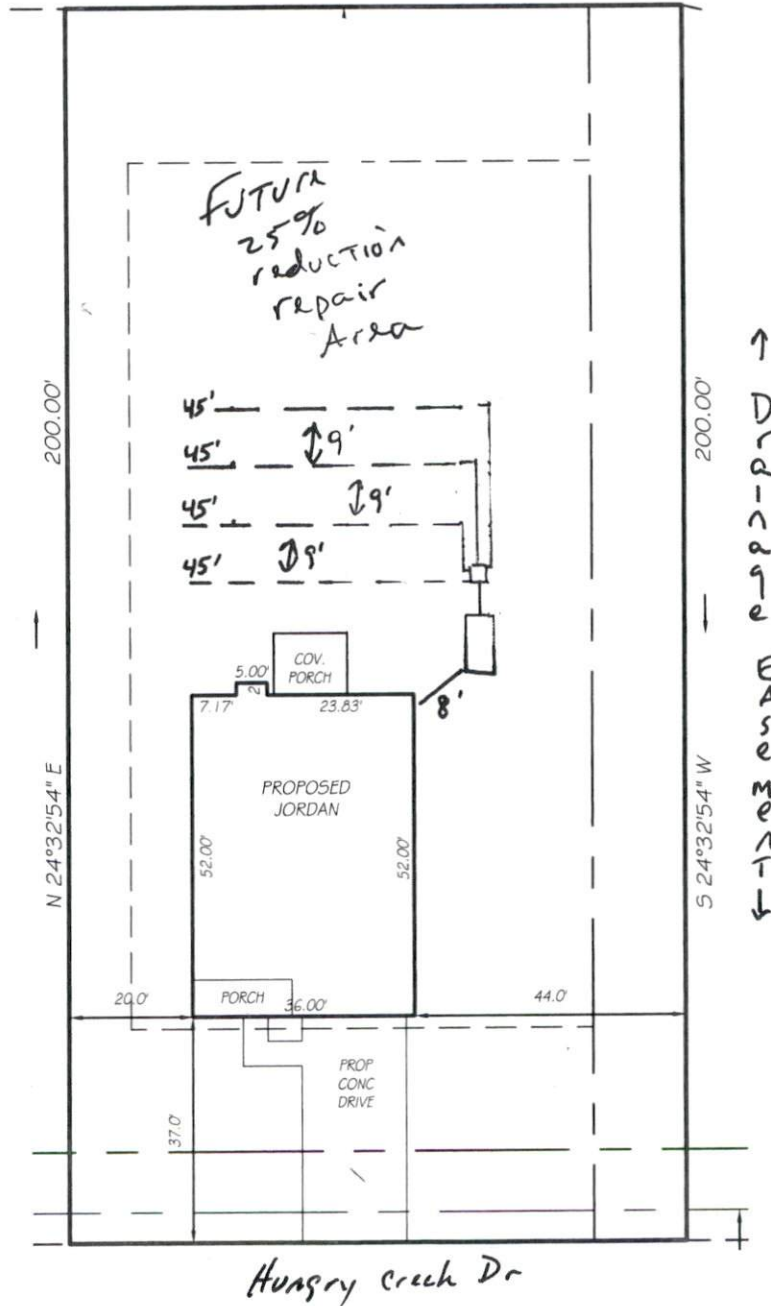 FUTURE
25%
reduction
repair
Area
45'
9'
45'
9'
45'
9'
45'
200.00'
200.00'
↑ Drainage EASeMeNT ↓
COV.
PORCH
5.00'
2'
7.17'
23.83'
8'
PROPOSED
JORDAN
N 24°32'54" E
52.00'
52.00'
S 24°32'54" W
20.0'
PORCH
36.00'
44.0'
PROP
CONC
DRIVE
37.0'
Hungry Creek Dr